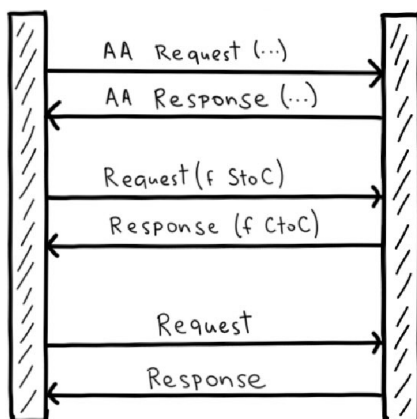 AA Request (...)
AA Response (...)
Request (f StoC)
Response (f CtoC)
Request
Response